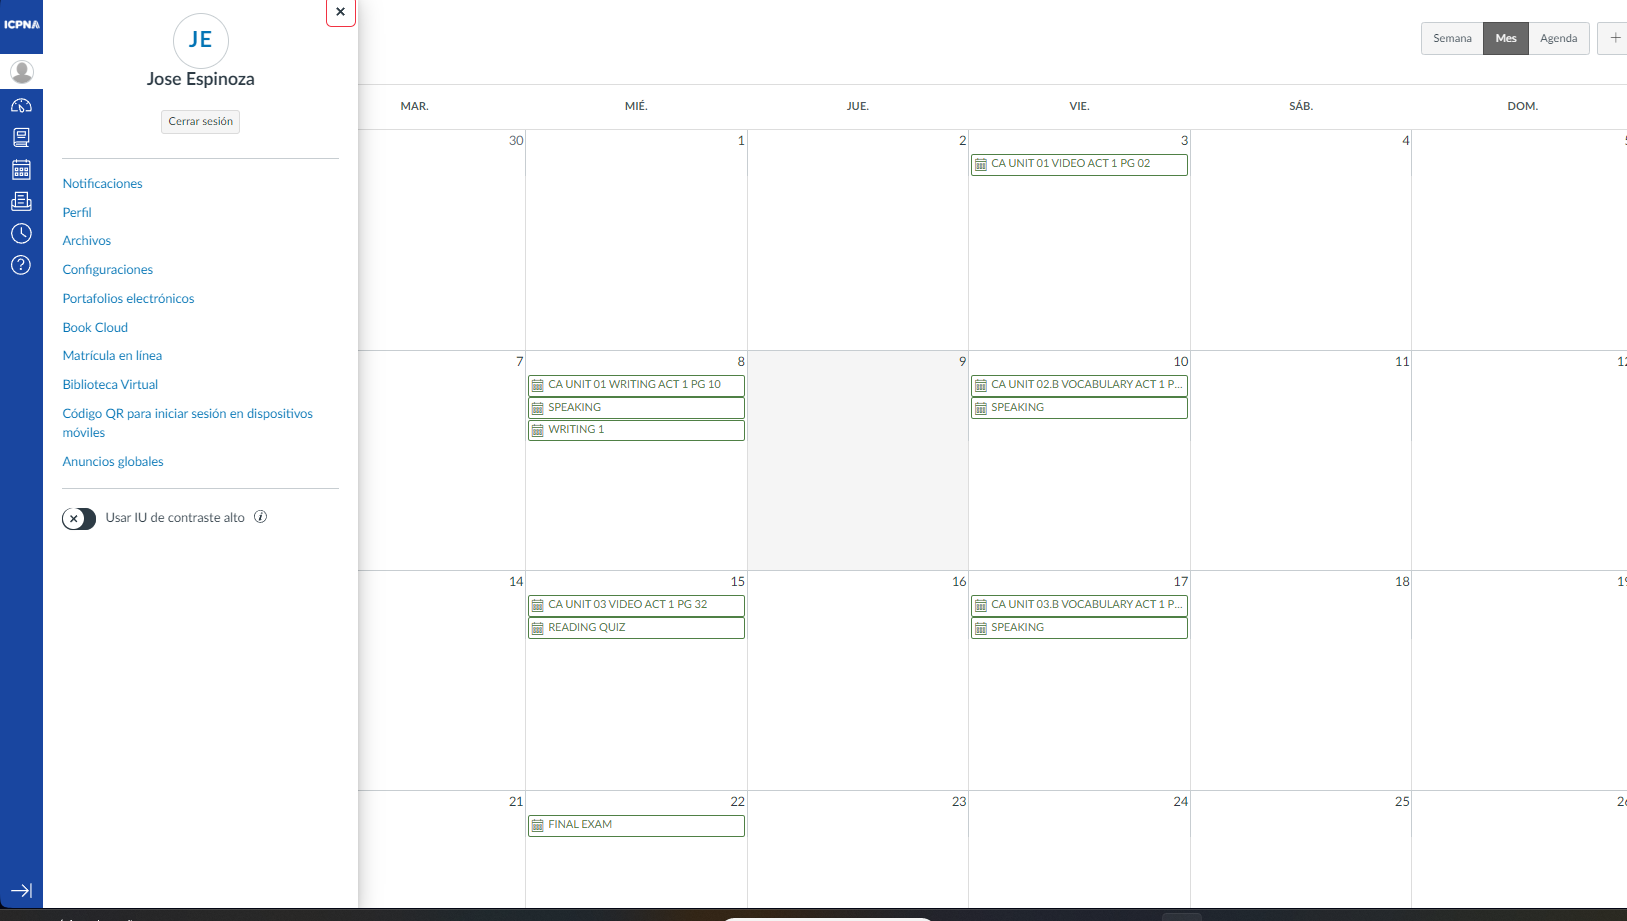 ICPNA
JE
Jose Espinoza
Cerrar sesión
Notificaciones
Perfil
Archivos
Configuraciones
Portafolios electrónicos
Book Cloud
Matrícula en línea
Biblioteca Virtual
Código QR para iniciar sesión en dispositivos
móviles
Anuncios globales
Usar IU de contraste alto
Semana Mes Agenda
MAR. MIÉ. JUE. VIE. SÁB. DOM.
30 1 2 3 4
CA UNIT 01 VIDEO ACT 1 PG 02
7 8 9 10 11 12
CA UNIT 01 WRITING ACT 1 PG 10
SPEAKING
WRITING 1
CA UNIT 02.B VOCABULARY ACT 1 P...
SPEAKING
14 15 16 17 18 19
CA UNIT 03 VIDEO ACT 1 PG 32
READING QUIZ
CA UNIT 03.B VOCABULARY ACT 1 P...
SPEAKING
21 22 23 24 25 26
FINAL EXAM